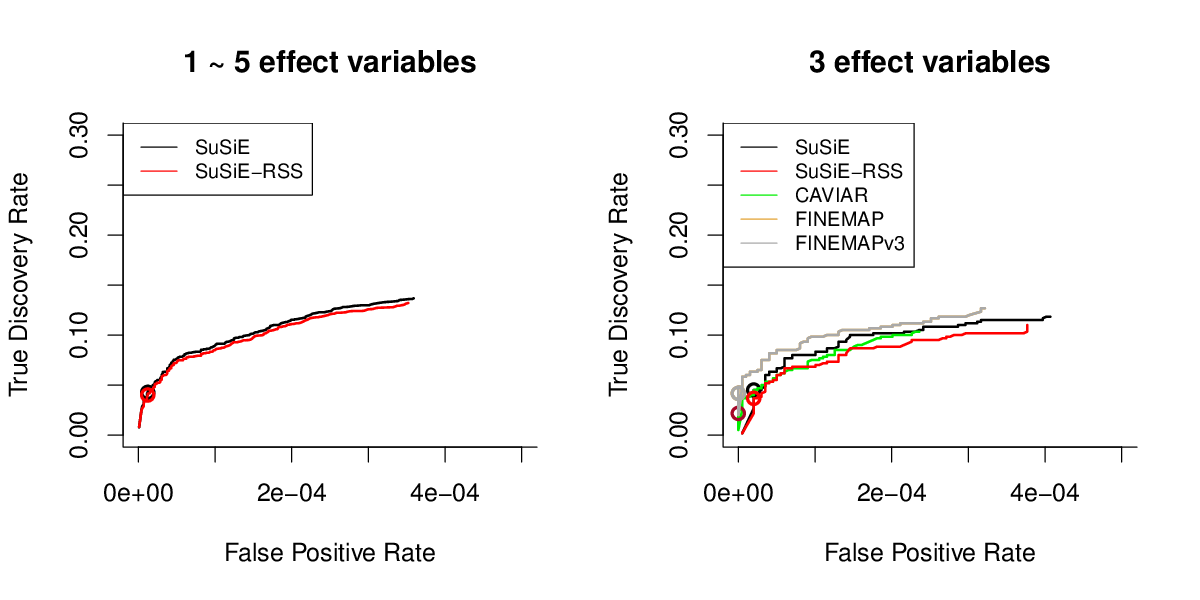 1 ~ 5 effect variables
SuSiE
SuSiE−RSS
True Discovery Rate
0.00
0.10
0.20
0.30
0e+00
2e−04
4e−04
False Positive Rate
3 effect variables
SuSiE
SuSiE−RSS
CAVIAR
FINEMAP
FINEMAPv3
True Discovery Rate
0.00
0.10
0.20
0.30
0e+00
2e−04
4e−04
False Positive Rate